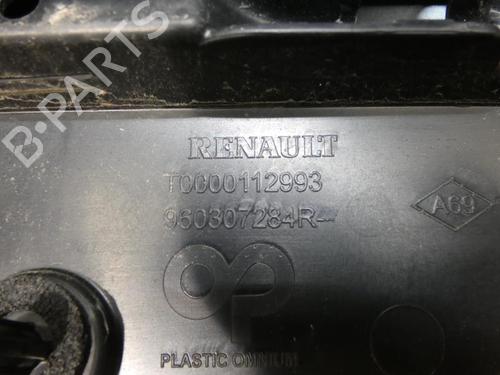 B-PARTS
RENAULT
T0000112993
960307284R--
A69
PLASTIC OMNIUM